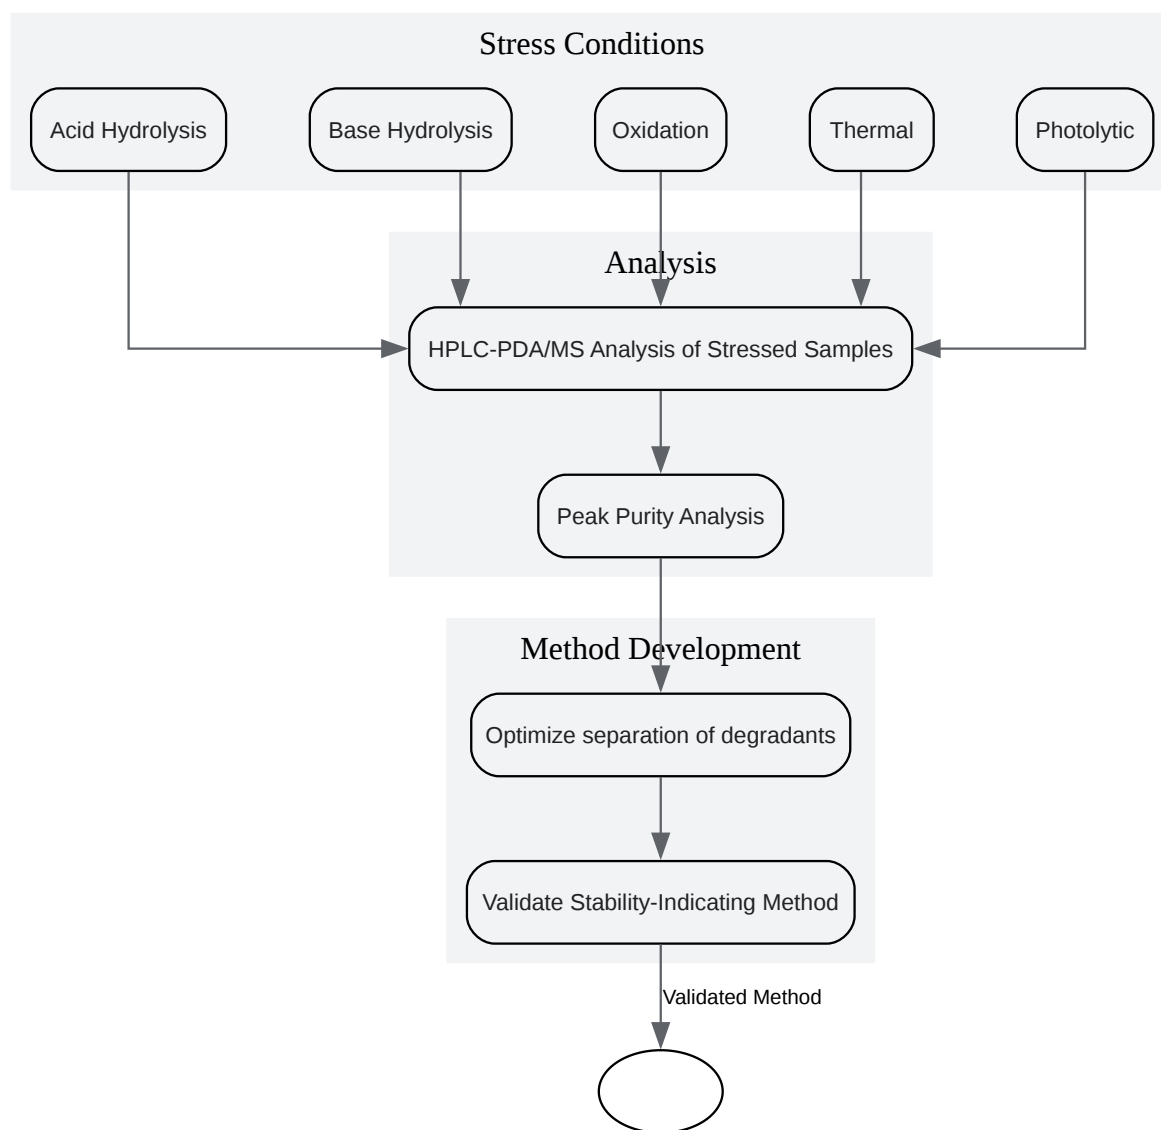 Stress Conditions
Acid Hydrolysis
Base Hydrolysis
Oxidation
Thermal
Photolytic
Analysis
HPLC-PDA/MS Analysis of Stressed Samples
Peak Purity Analysis
Method Development
Optimize separation of degradants
Validate Stability-Indicating Method
Validated Method